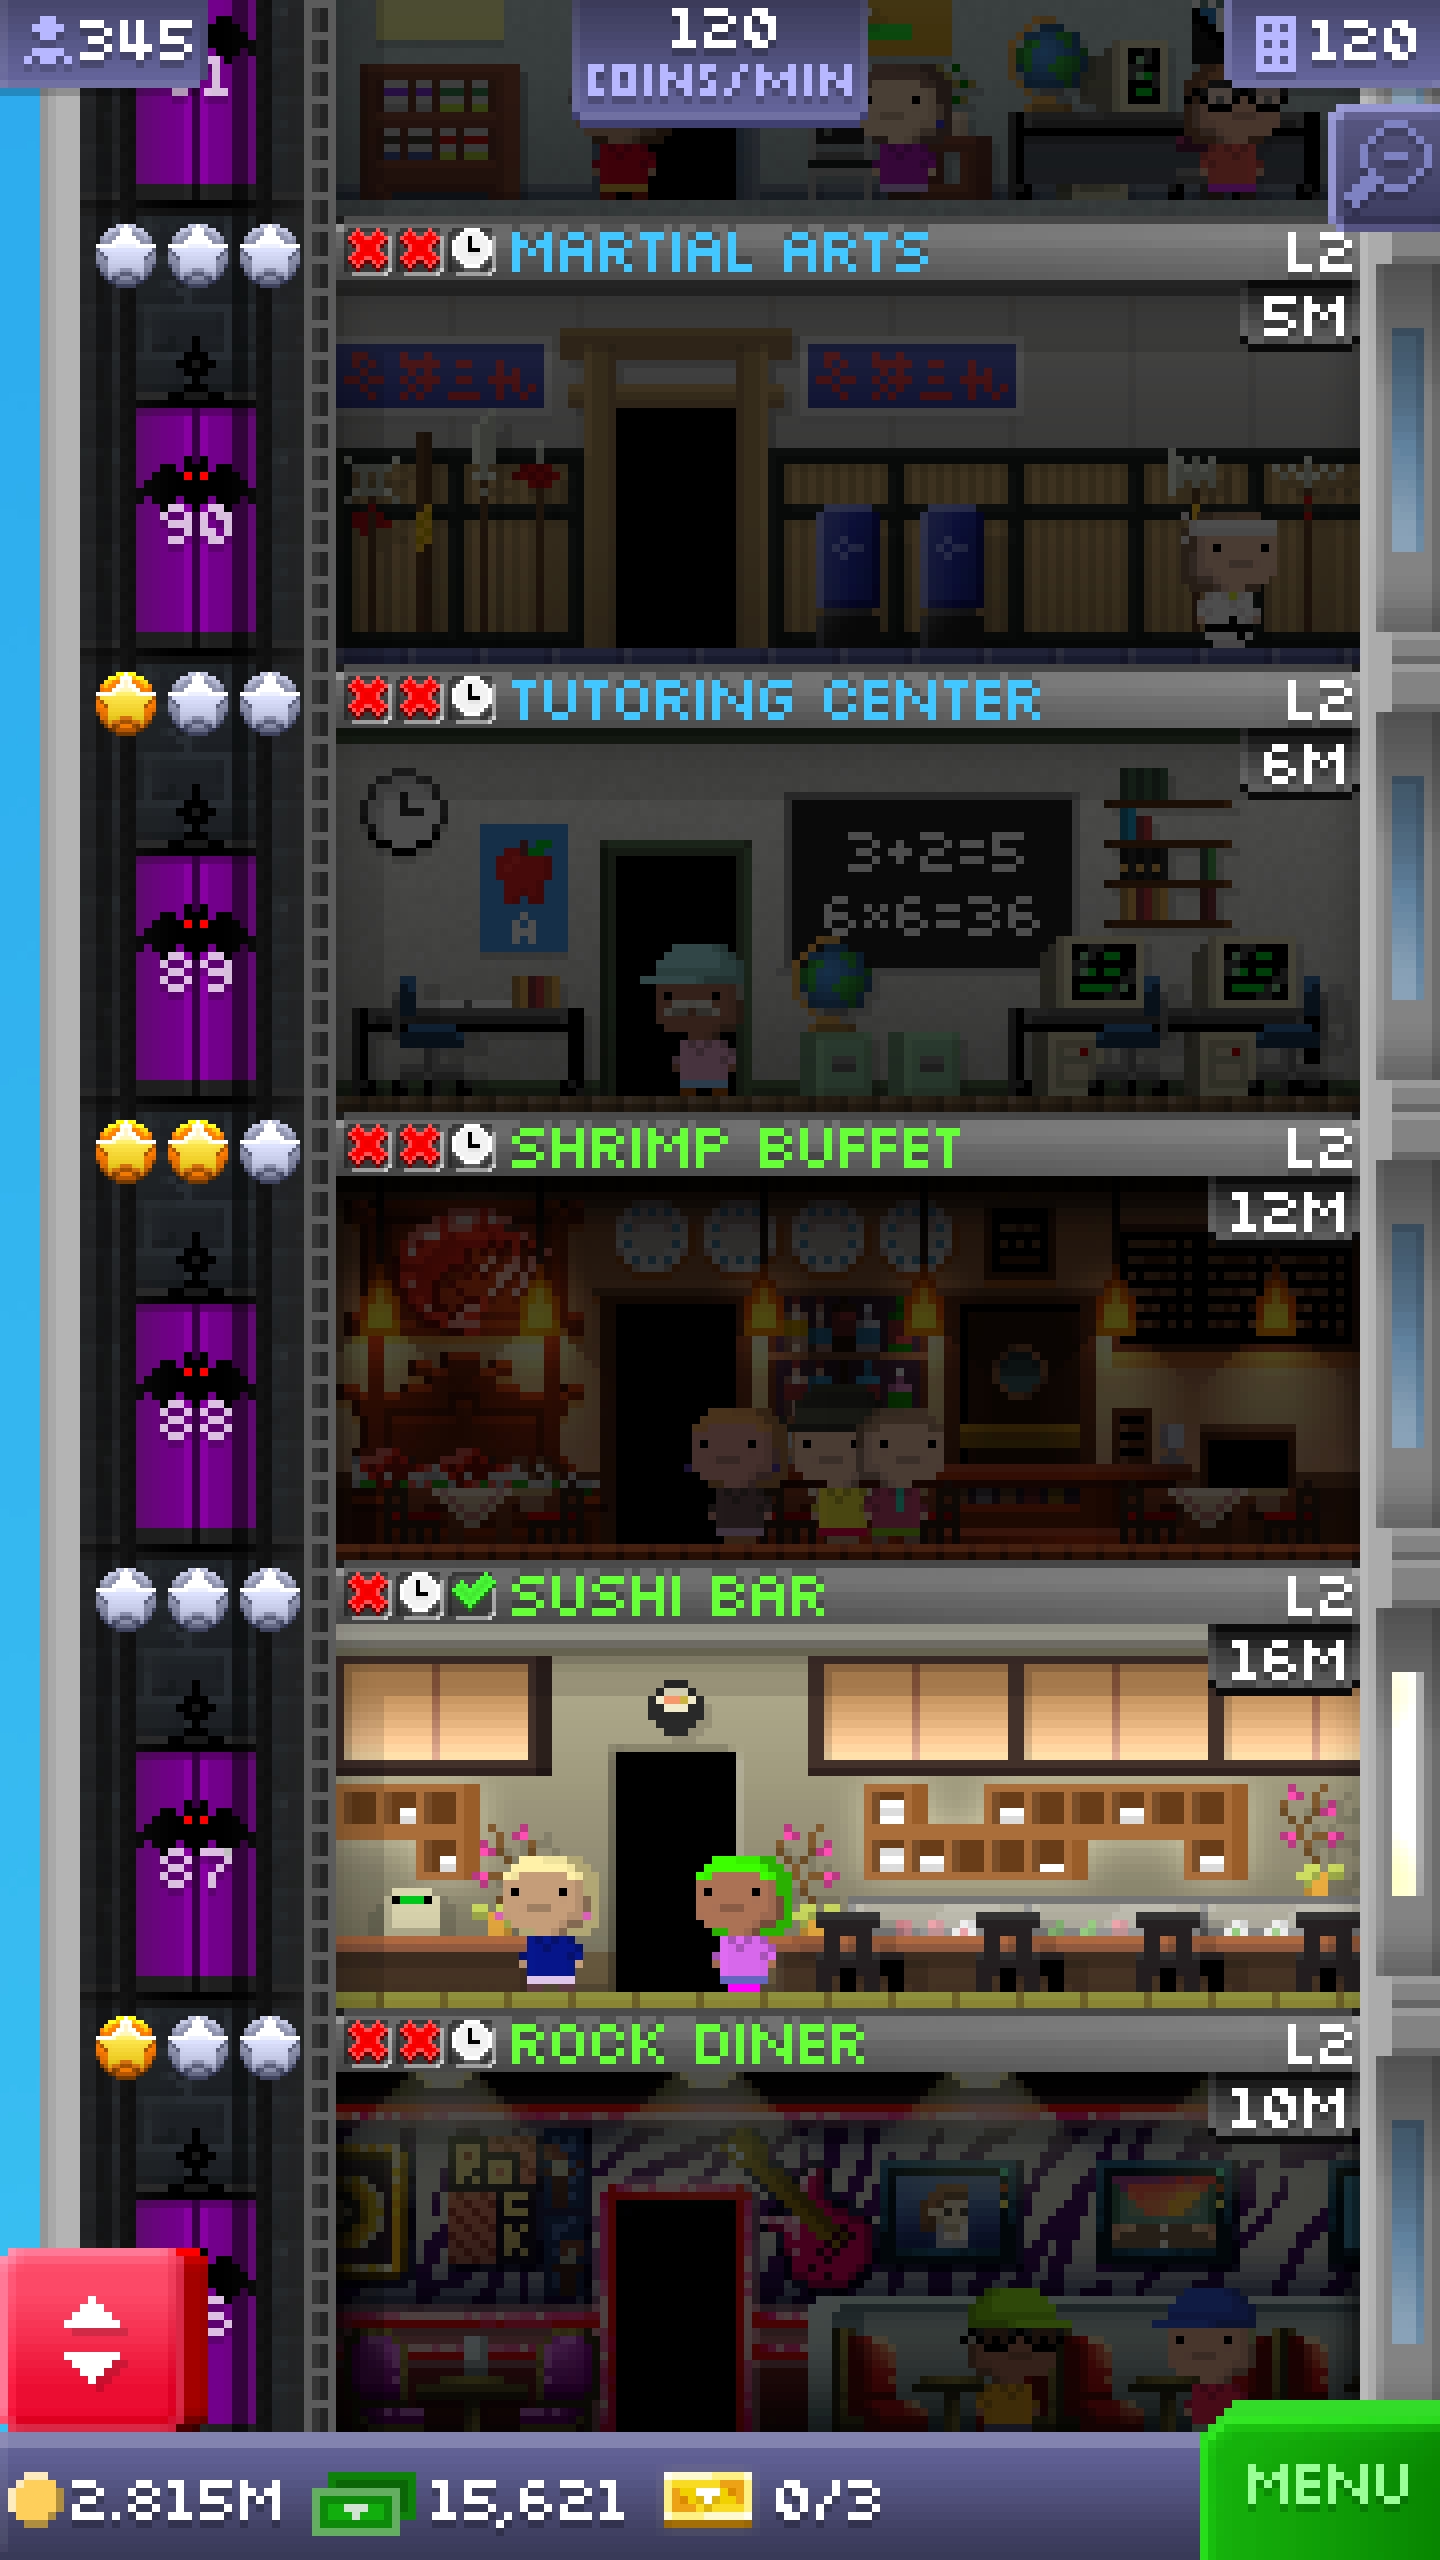 345
120
COINS/MIN
120
MARTIAL ARTS L2
5M
90
TUTORING CENTER L2
6M
3+2=5
6×6=36
A
89
SHRIMP BUFFET L2
12M
88
SUSHI BAR L2
16M
87
ROCK DINER L2
10M
2.815M 15,621 0/3
MENU